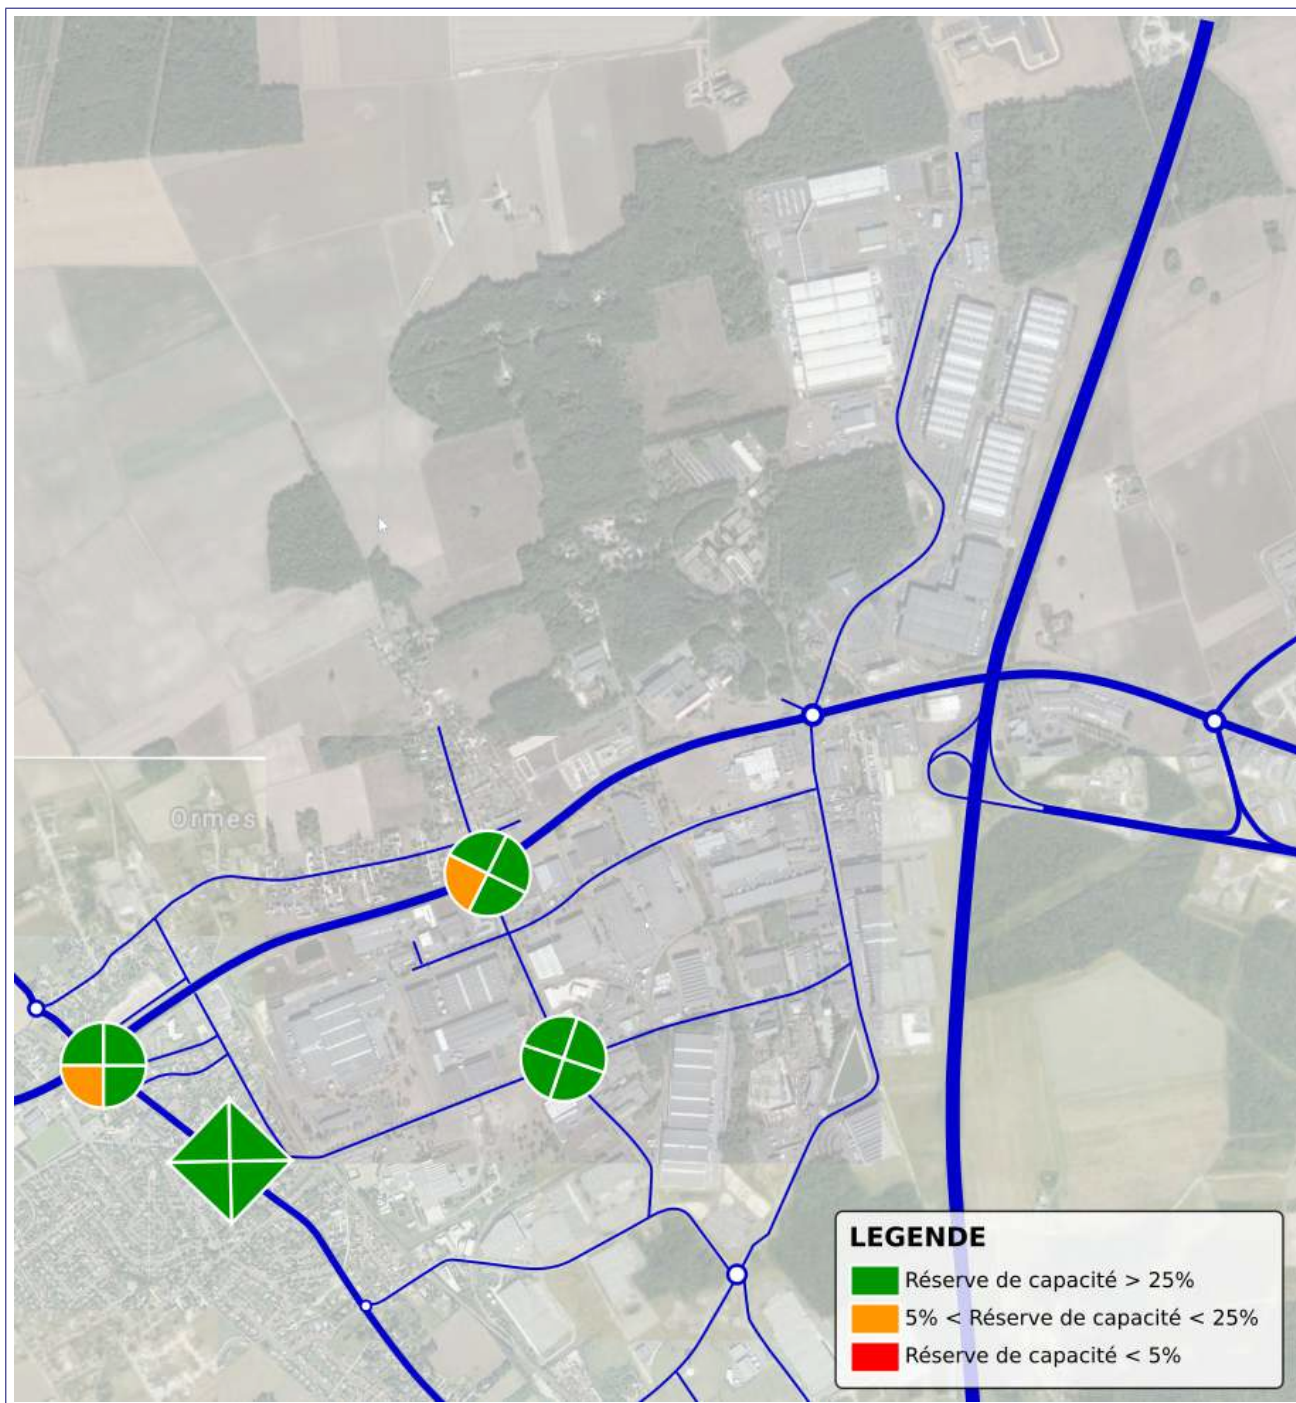 Ormes
LEGENDE
Réserve de capacité > 25%
5% < Réserve de capacité < 25%
Réserve de capacité < 5%